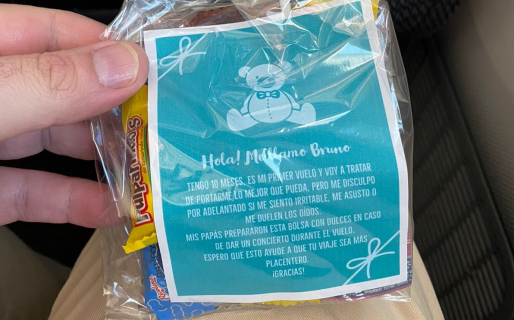 Hola! Me llamo Bruno
TENGO 10 MESES, ES MI PRIMER VUELO Y VOY A TRATAR
DE PORTARME LO MEJOR QUE PUEDA, PERO ME DISCULPO
POR ADELANTADO SI ME SIENTO IRRITABLE, ME ASUSTO O
ME DUELEN LOS OÍDOS.
MIS PAPÁS PREPARARON ESTA BOLSA CON DULCES EN CASO
DE DAR UN CONCIERTO DURANTE EL VUELO.
ESPERO QUE ESTO AYUDE A QUE TU VIAJE SEA MÁS
PLACENTERO.
¡GRACIAS!